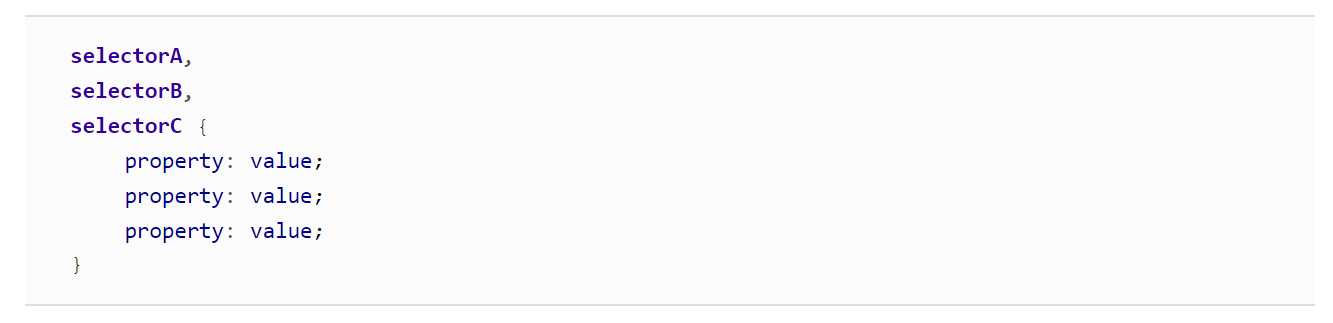 selectorA,
selectorB,
selectorC {
    property: value;
    property: value;
    property: value;
}